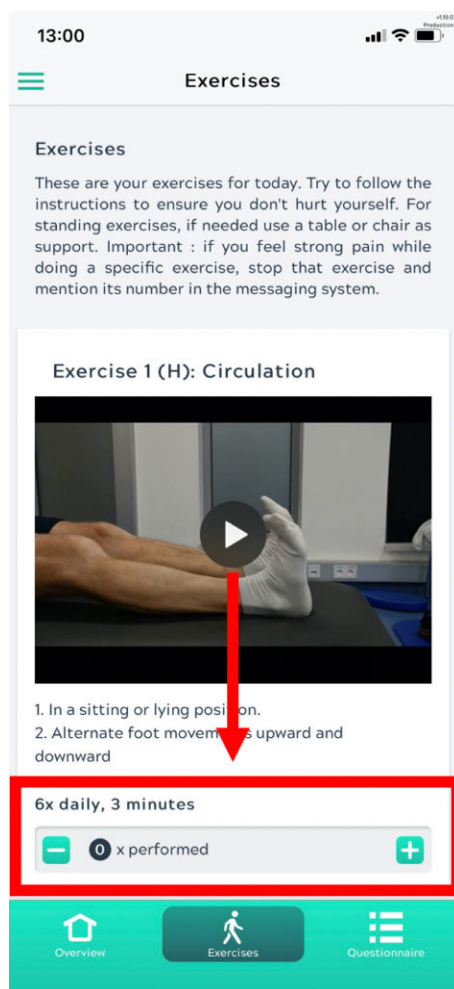 v1.19.0
Production
13:00
Exercises
Exercises
These are your exercises for today. Try to follow the
instructions to ensure you don't hurt yourself. For
standing exercises, if needed use a table or chair as
support. Important : if you feel strong pain while
doing a specific exercise, stop that exercise and
mention its number in the messaging system.
Exercise 1 (H): Circulation
1. In a sitting or lying position.
2. Alternate foot movements upward and
downward
6x daily, 3 minutes
0 x performed
Overview
Exercises
Questionnaire